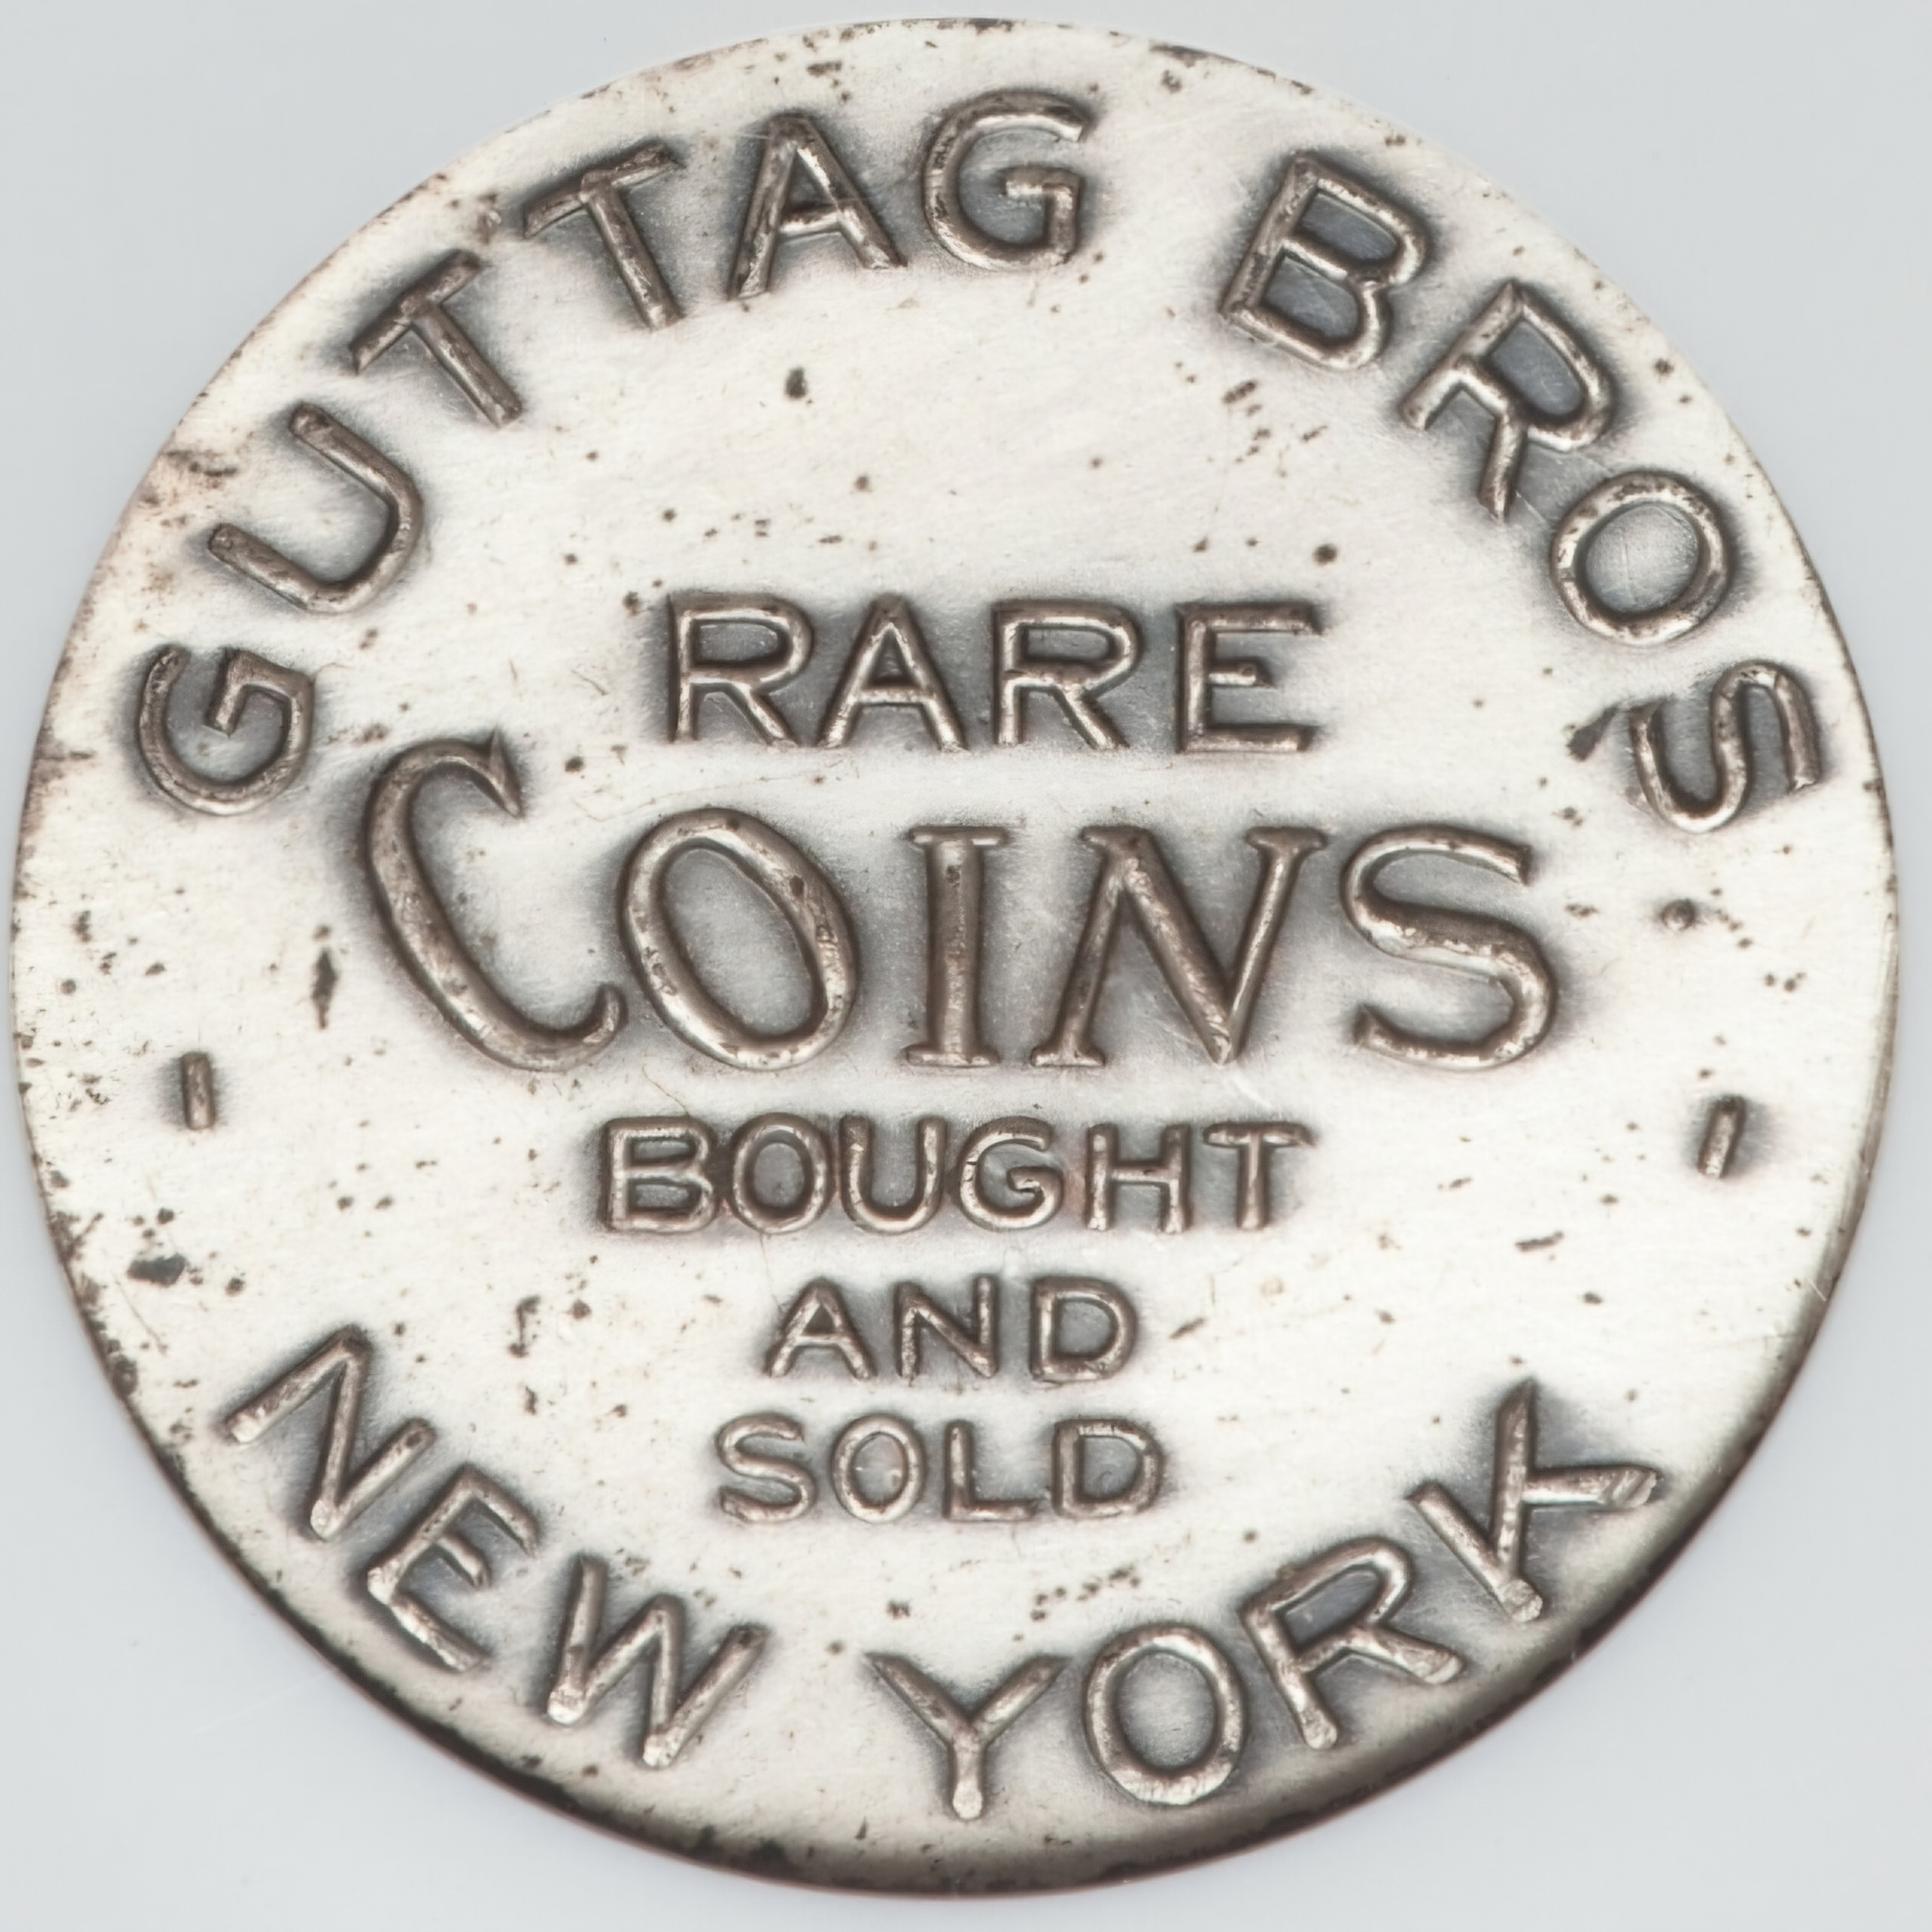 GUTTAG BROS
RARE
COINS
BOUGHT
AND
SOLD
- NEW YORK -